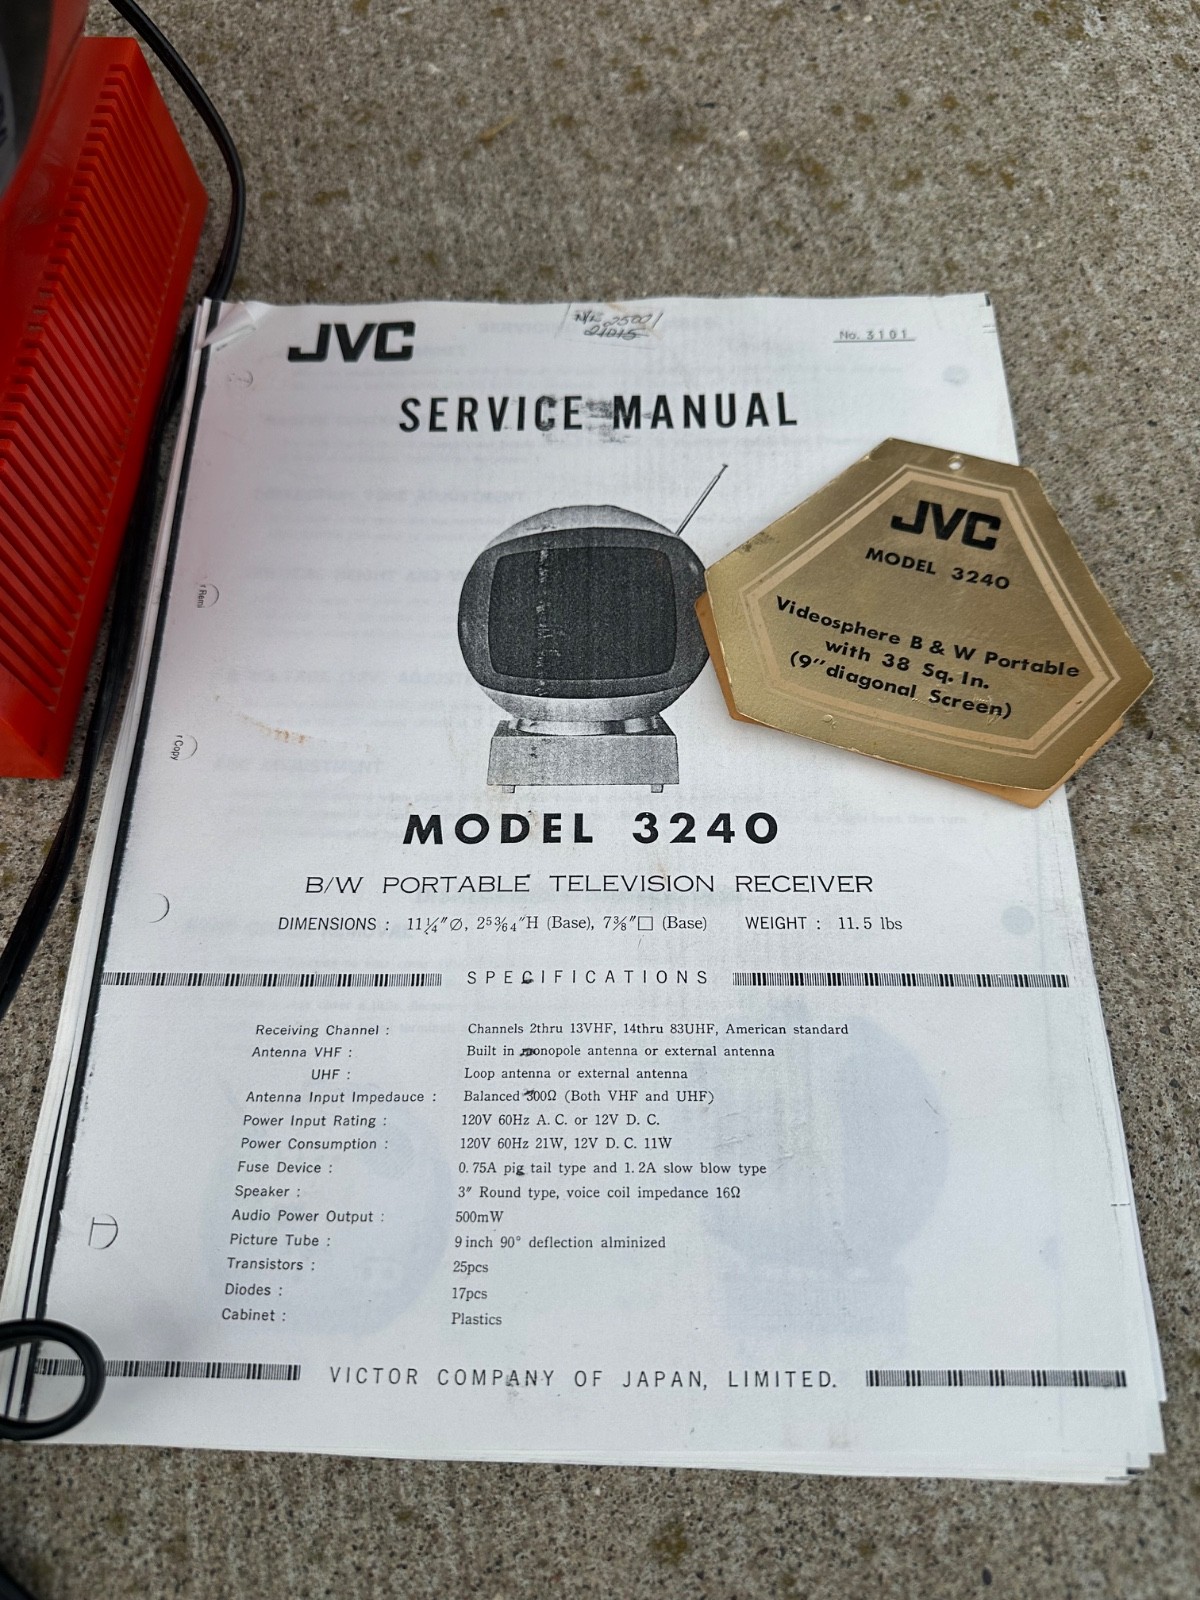 JVC
No. 3101
SERVICE MANUAL
JVC
MODEL 3240
Videosphere B & W Portable
with 38 Sq. In.
(9" diagonal Screen)
MODEL 3240
B/W PORTABLE TELEVISION RECEIVER
DIMENSIONS : 11¼"∅, 2 53/64"H (Base), 7⅜"□ (Base) WEIGHT : 11.5 lbs
SPECIFICATIONS
Receiving Channel : Channels 2thru 13VHF, 14thru 83UHF, American standard
Antenna VHF : Built in monopole antenna or external antenna
UHF : Loop antenna or external antenna
Antenna Input Impedauce : Balanced 300Ω (Both VHF and UHF)
Power Input Rating : 120V 60Hz A. C. or 12V D. C.
Power Consumption : 120V 60Hz 21W, 12V D. C. 11W
Fuse Device : 0.75A pig tail type and 1.2A slow blow type
Speaker : 3" Round type, voice coil impedance 16Ω
Audio Power Output : 500mW
Picture Tube : 9 inch 90° deflection alminized
Transistors : 25pcs
Diodes : 17pcs
Cabinet : Plastics
VICTOR COMPANY OF JAPAN, LIMITED.